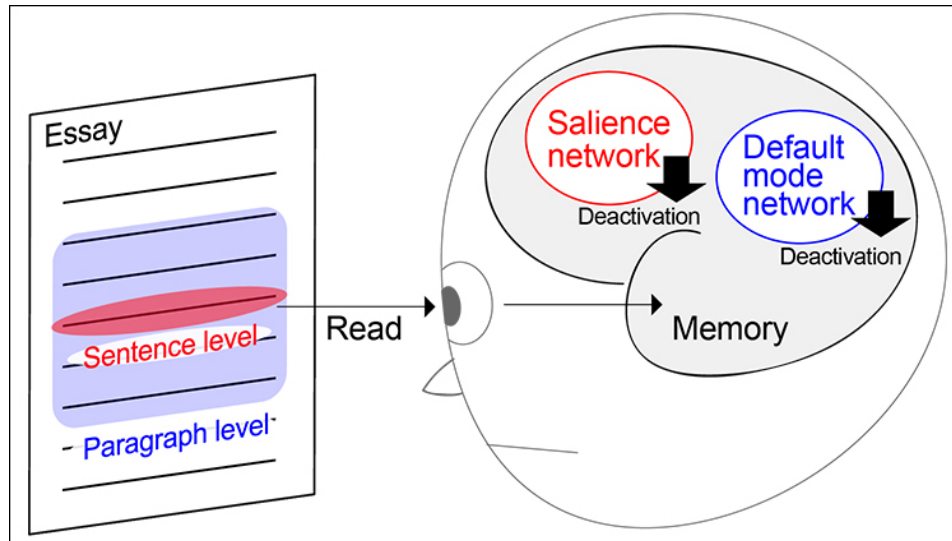 Essay
Sentence level
Paragraph level
Read
Salience
network
Deactivation
Default
mode
network
Deactivation
Memory